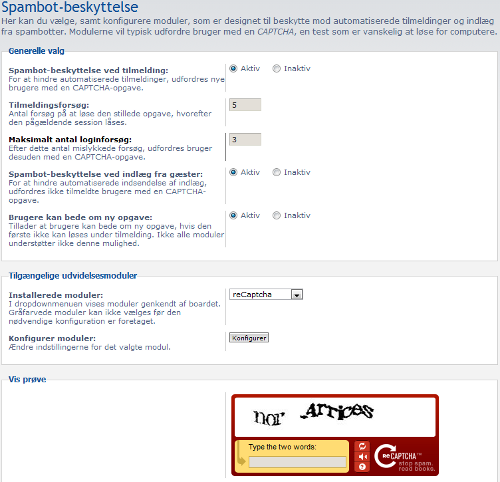 Spambot-beskyttelse
Her kan du vælge, samt konfigurere moduler, som er designet til beskytte mod automatiserede tilmeldinger og indlæg
fra spambotter. Modulerne vil typisk udfordre bruger med en CAPTCHA, en test som er vanskelig at løse for computere.
Generelle valg
Spambot-beskyttelse ved tilmelding:
Aktiv Inaktiv
For at hindre automatiserede tilmeldinger, udfordres nye
brugere med en CAPTCHA-opgave.
Tilmeldingsforsøg:
5
Antal forsøg på at løse den stillede opgave, hvorefter
den pågældende session låses.
Maksimalt antal loginforsøg:
3
Efter dette antal mislykkede forsøg, udfordres bruger
desuden med en CAPTCHA-opgave.
Spambot-beskyttelse ved indlæg fra gæster:
Aktiv Inaktiv
For at hindre automatiserede indsendelse af indlæg,
udfordres ikke tilmeldte brugere med en CAPTCHA-
opgave.
Brugere kan bede om ny opgave:
Aktiv Inaktiv
Tillader at brugere kan bede om ny opgave, hvis den
første ikke kan løses under tilmelding. Ikke alle moduler
understøtter ikke denne mulighed.
Tilgængelige udvidelsesmoduler
Installerede moduler:
reCaptcha
I dropdownmenuen vises moduler genkendt af boardet.
Gråfarvede moduler kan ikke vælges før den
nødvendige konfiguration er foretaget.
Konfigurer moduler:
Konfigurer
Ændre indstillingerne for det valgte modul.
Vis prøve
nor Arrices
Type the two words:
reCAPTCHA™
stop spam.
read books.